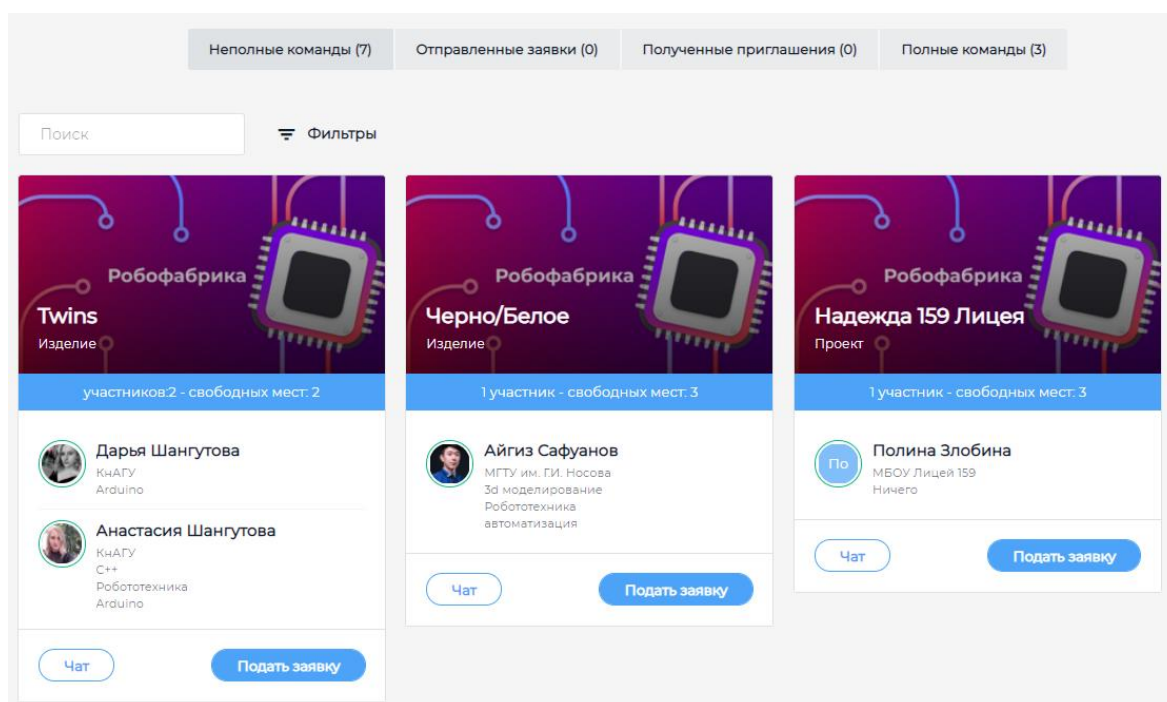 Неполные команды (7)
Отправленные заявки (0)
Полученные приглашения (0)
Полные команды (3)
Поиск
Фильтры
Робофабрика
Twins
Изделие
участников:2 - свободных мест: 2
Дарья Шангутова
КнАГУ
Arduino
Анастасия Шангутова
КнАГУ
C++
Робототехника
Arduino
Чат
Подать заявку
Робофабрика
Черно/Белое
Изделие
1 участник - свободных мест: 3
Айгиз Сафуанов
МГТУ им. Г.И. Носова
3d моделирование
Робототехника
автоматизация
Чат
Подать заявку
Робофабрика
Надежда 159 Лицея
Проект
1 участник - свободных мест: 3
По
Полина Злобина
МБОУ Лицей 159
Ничего
Чат
Подать заявку